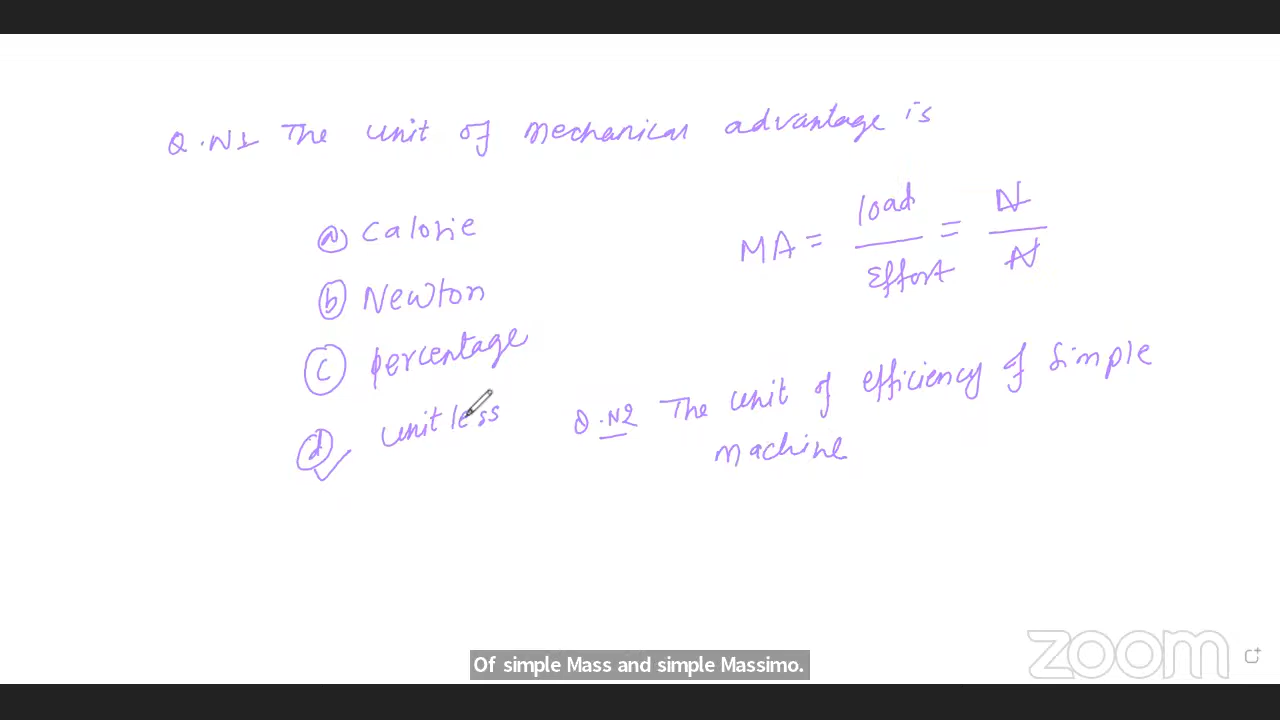 Q.N1 The unit of mechanical advantage is
(a) Calorie
(b) Newton
(c) percentage
(d) unitless
MA = load / Effort = N / N
Q.N2 The unit of efficiency of simple
machine
Of simple Mass and simple Massimo.
zoom